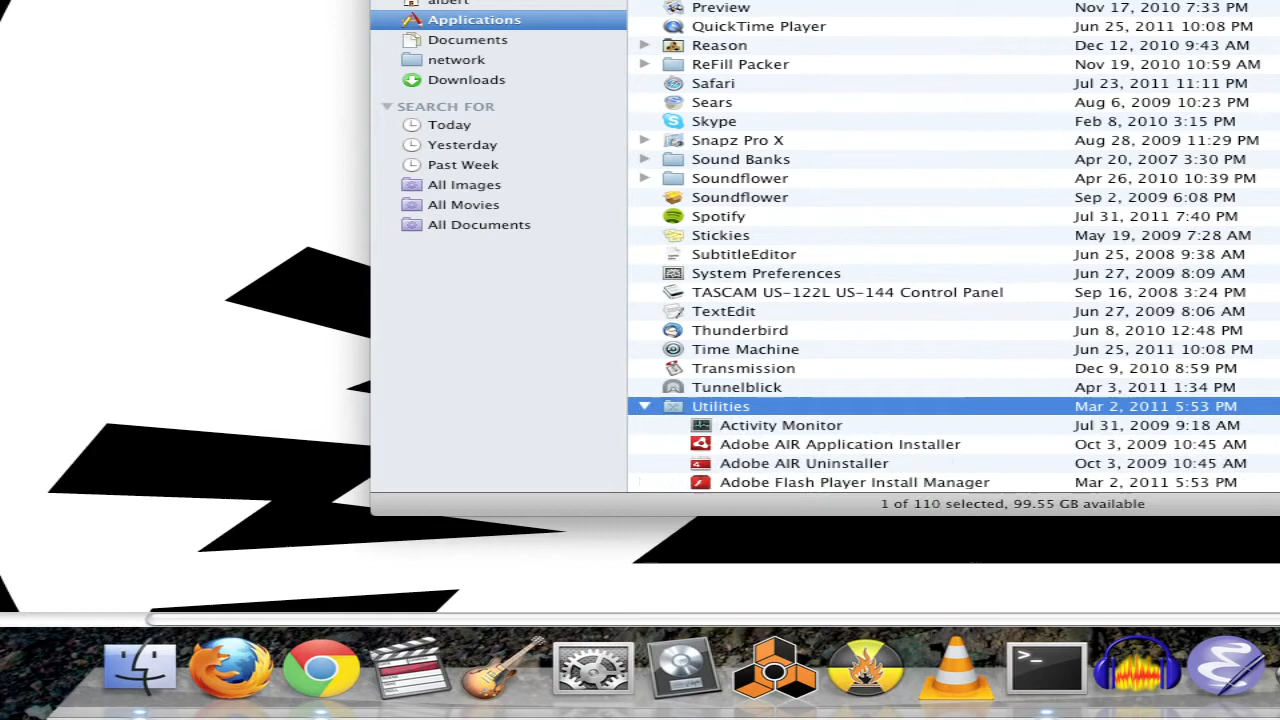 albert
Applications
Documents
network
Downloads
SEARCH FOR
Today
Yesterday
Past Week
All Images
All Movies
All Documents
Preview Nov 17, 2010 7:33 PM
QuickTime Player Jun 25, 2011 10:08 PM
Reason Dec 12, 2010 9:43 AM
ReFill Packer Nov 19, 2010 10:59 AM
Safari Jul 23, 2011 11:11 PM
Sears Aug 6, 2009 10:23 PM
Skype Feb 8, 2010 3:15 PM
Snapz Pro X Aug 28, 2009 11:29 PM
Sound Banks Apr 20, 2007 3:30 PM
Soundflower Apr 26, 2010 10:39 PM
Soundflower Sep 2, 2009 6:08 PM
Spotify Jul 31, 2011 7:40 PM
Stickies May 19, 2009 7:28 AM
SubtitleEditor Jun 25, 2008 9:38 AM
System Preferences Jun 27, 2009 8:09 AM
TASCAM US-122L US-144 Control Panel Sep 16, 2008 3:24 PM
TextEdit Jun 27, 2009 8:06 AM
Thunderbird Jun 8, 2010 12:48 PM
Time Machine Jun 25, 2011 10:08 PM
Transmission Dec 9, 2010 8:59 PM
Tunnelblick Apr 3, 2011 1:34 PM
Utilities Mar 2, 2011 5:53 PM
Activity Monitor Jul 31, 2009 9:18 AM
Adobe AIR Application Installer Oct 3, 2009 10:45 AM
Adobe AIR Uninstaller Oct 3, 2009 10:45 AM
Adobe Flash Player Install Manager Mar 2, 2011 5:53 PM
1 of 110 selected, 99.55 GB available
>_